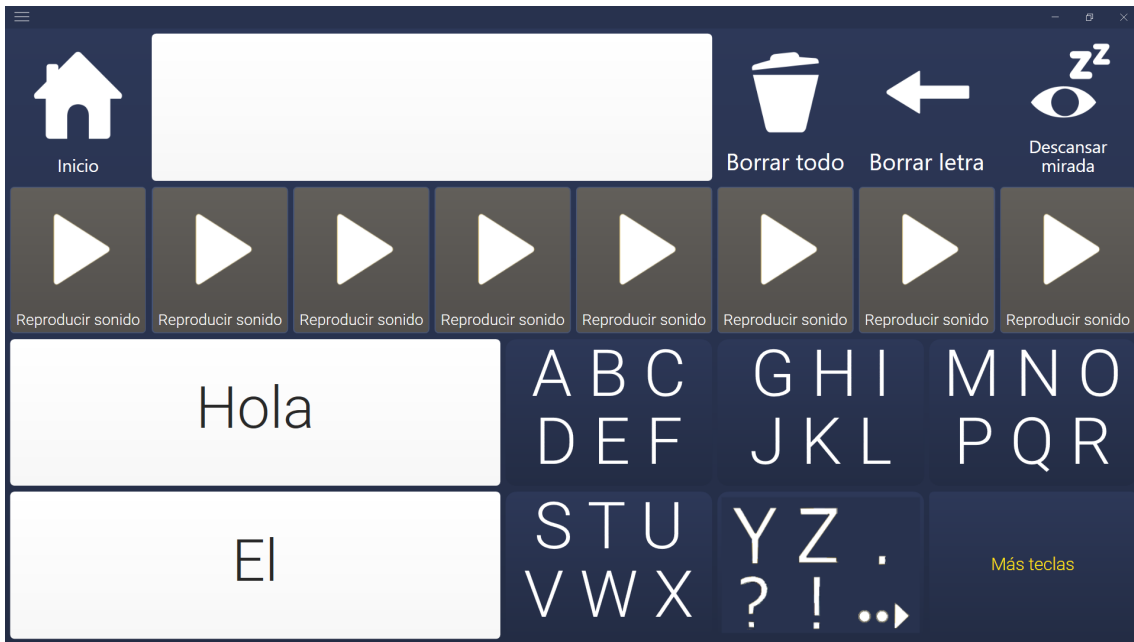 Inicio
Borrar todo
Borrar letra
zZ
Descansar
mirada
Reproducir sonido
Reproducir sonido
Reproducir sonido
Reproducir sonido
Reproducir sonido
Reproducir sonido
Reproducir sonido
Reproducir sonido
Hola
A B C
D E F
G H I
J K L
M N O
P Q R
El
S T U
V W X
Y Z .
? !
Más teclas